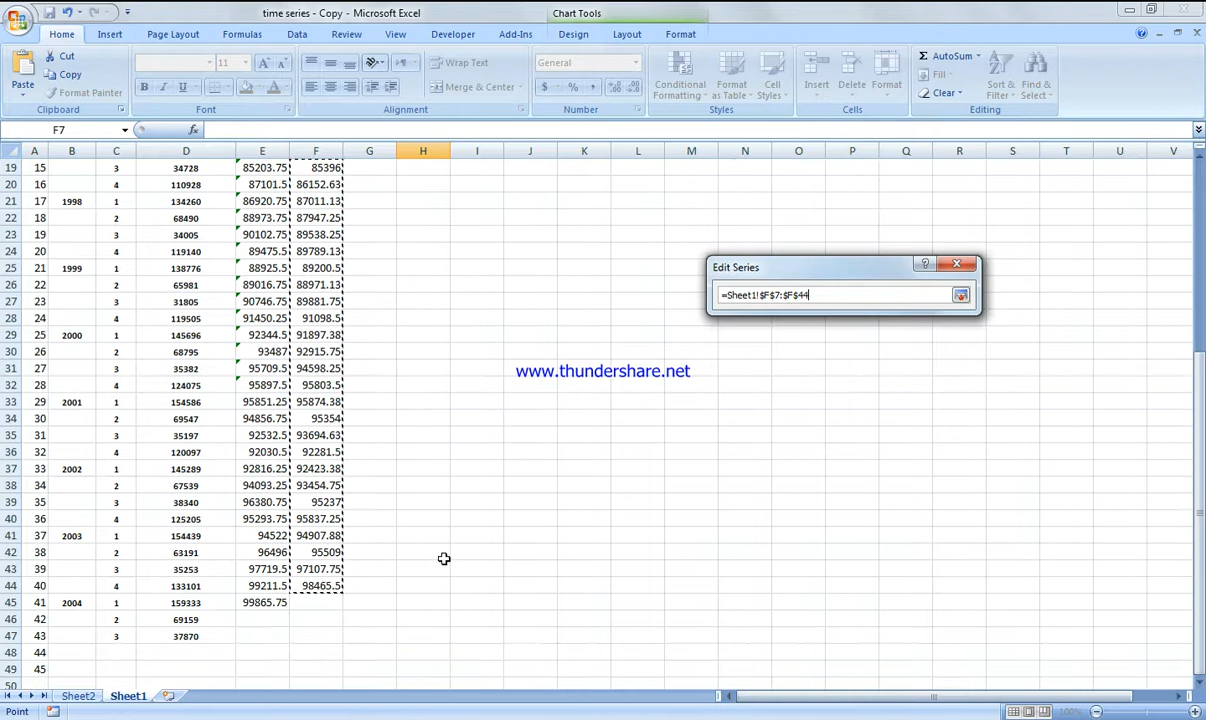 time series - Copy - Microsoft Excel Chart Tools
Home Insert Page Layout Formulas Data Review View Developer Add-Ins Design Layout Format
Paste Cut Copy Format Painter Clipboard
11 B I U Font
Wrap Text Merge & Center Alignment
General $ % , Number
Conditional Formatting Format as Table Cell Styles Styles
Insert Delete Format Cells
AutoSum Fill Clear Sort & Filter Find & Select Editing
F7 fx
A B C D E F G H I J K L M N O P Q R S T U V
19 15 3 34728 85203.75 85396
20 16 4 110928 87101.5 86152.63
21 17 1998 1 134260 86920.75 87011.13
22 18 2 68490 88973.75 87947.25
23 19 3 34005 90102.75 89538.25
24 20 4 119140 89475.5 89789.13
25 21 1999 1 138776 88925.5 89200.5
26 22 2 62628 89016.75 88971.13
27 23 3 31805 90746.75 89881.75
28 24 4 119505 91450.25 91098.5
29 25 2000 1 145696 92344.5 91897.38
30 26 2 68795 93487 92915.75
31 27 3 35382 95709.5 94598.25
32 28 4 124075 95897.5 95803.5
33 29 2001 1 154586 95851.25 95874.38
34 30 2 69547 94856.75 95354
35 31 3 35197 92532.5 93694.63
36 32 4 120097 92030.5 92281.5
37 33 2002 1 145289 92816.25 92423.38
38 34 2 67539 94093.25 93454.75
39 35 3 38340 96380.75 95237
40 36 4 125205 95293.75 95837.25
41 37 2003 1 154439 94522 94907.88
42 38 2 63191 96496 95509
43 39 3 35253 97719.5 97107.75
44 40 4 133101 99211.5 98465.5
45 41 2004 1 159333 99865.75
46 42 2 69159
47 43 3 37870
48 44
49 45
50
Edit Series
=Sheet1!$F$7:$F$44
www.thundershare.net
Sheet2 Sheet1
Point 100%